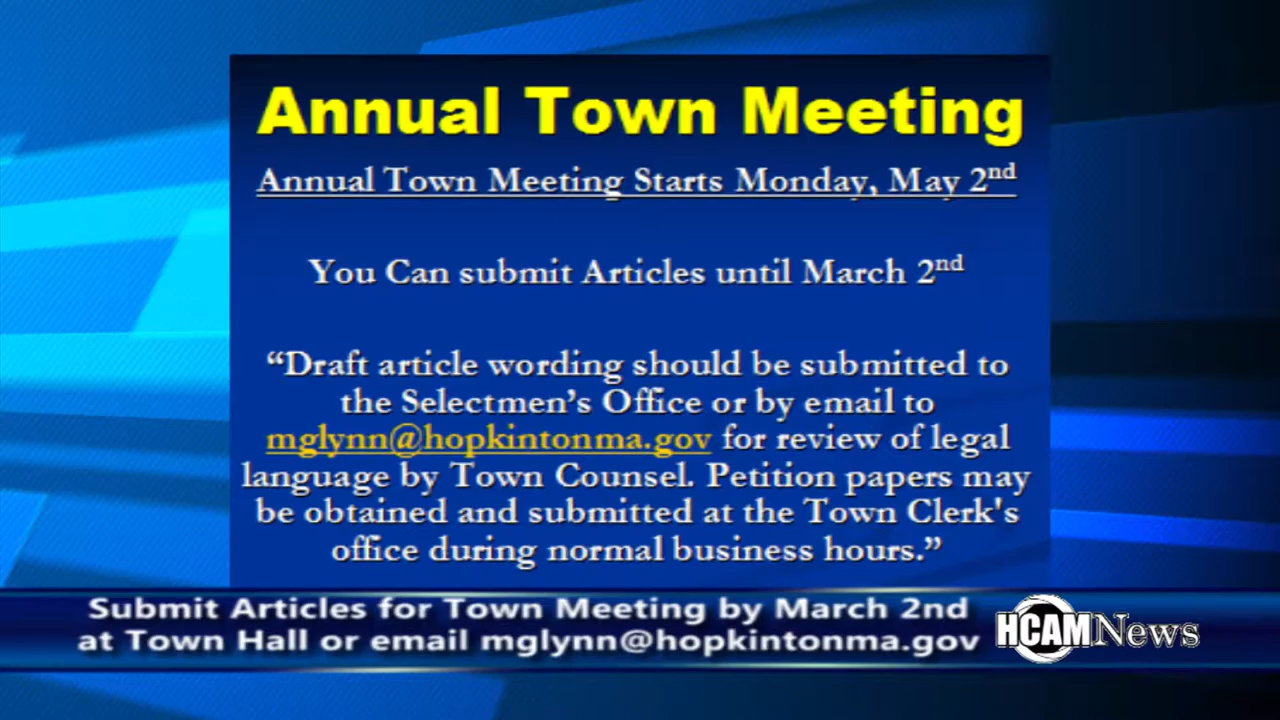 Annual Town Meeting
Annual Town Meeting Starts Monday, May 2nd
You Can submit Articles until March 2nd
“Draft article wording should be submitted to
the Selectmen’s Office or by email to
mglynn@hopkintonma.gov for review of legal
language by Town Counsel. Petition papers may
be obtained and submitted at the Town Clerk's
office during normal business hours.”
Submit Articles for Town Meeting by March 2nd
at Town Hall or email mglynn@hopkintonma.gov
HCAM News